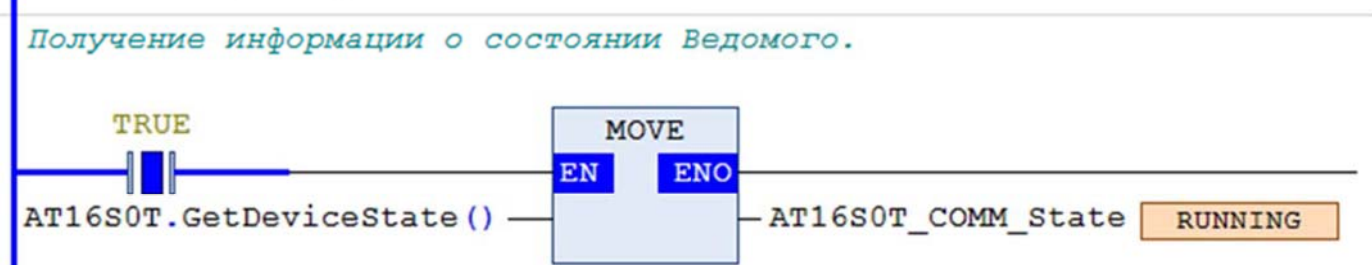 Получение информации о состоянии Ведомого.
TRUE
MOVE
EN ENO
AT16S0T.GetDeviceState() AT16S0T_COMM_State RUNNING